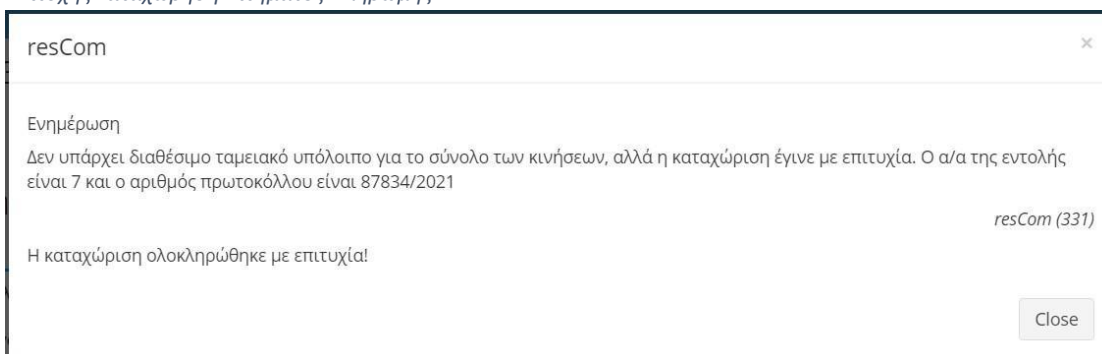 resCom
×
Ενημέρωση
Δεν υπάρχει διαθέσιμο ταμειακό υπόλοιπο για το σύνολο των κινήσεων, αλλά η καταχώριση έγινε με επιτυχία. Ο α/α της εντολής
είναι 7 και ο αριθμός πρωτοκόλλου είναι 87834/2021
resCom (331)
Η καταχώριση ολοκληρώθηκε με επιτυχία!
Close